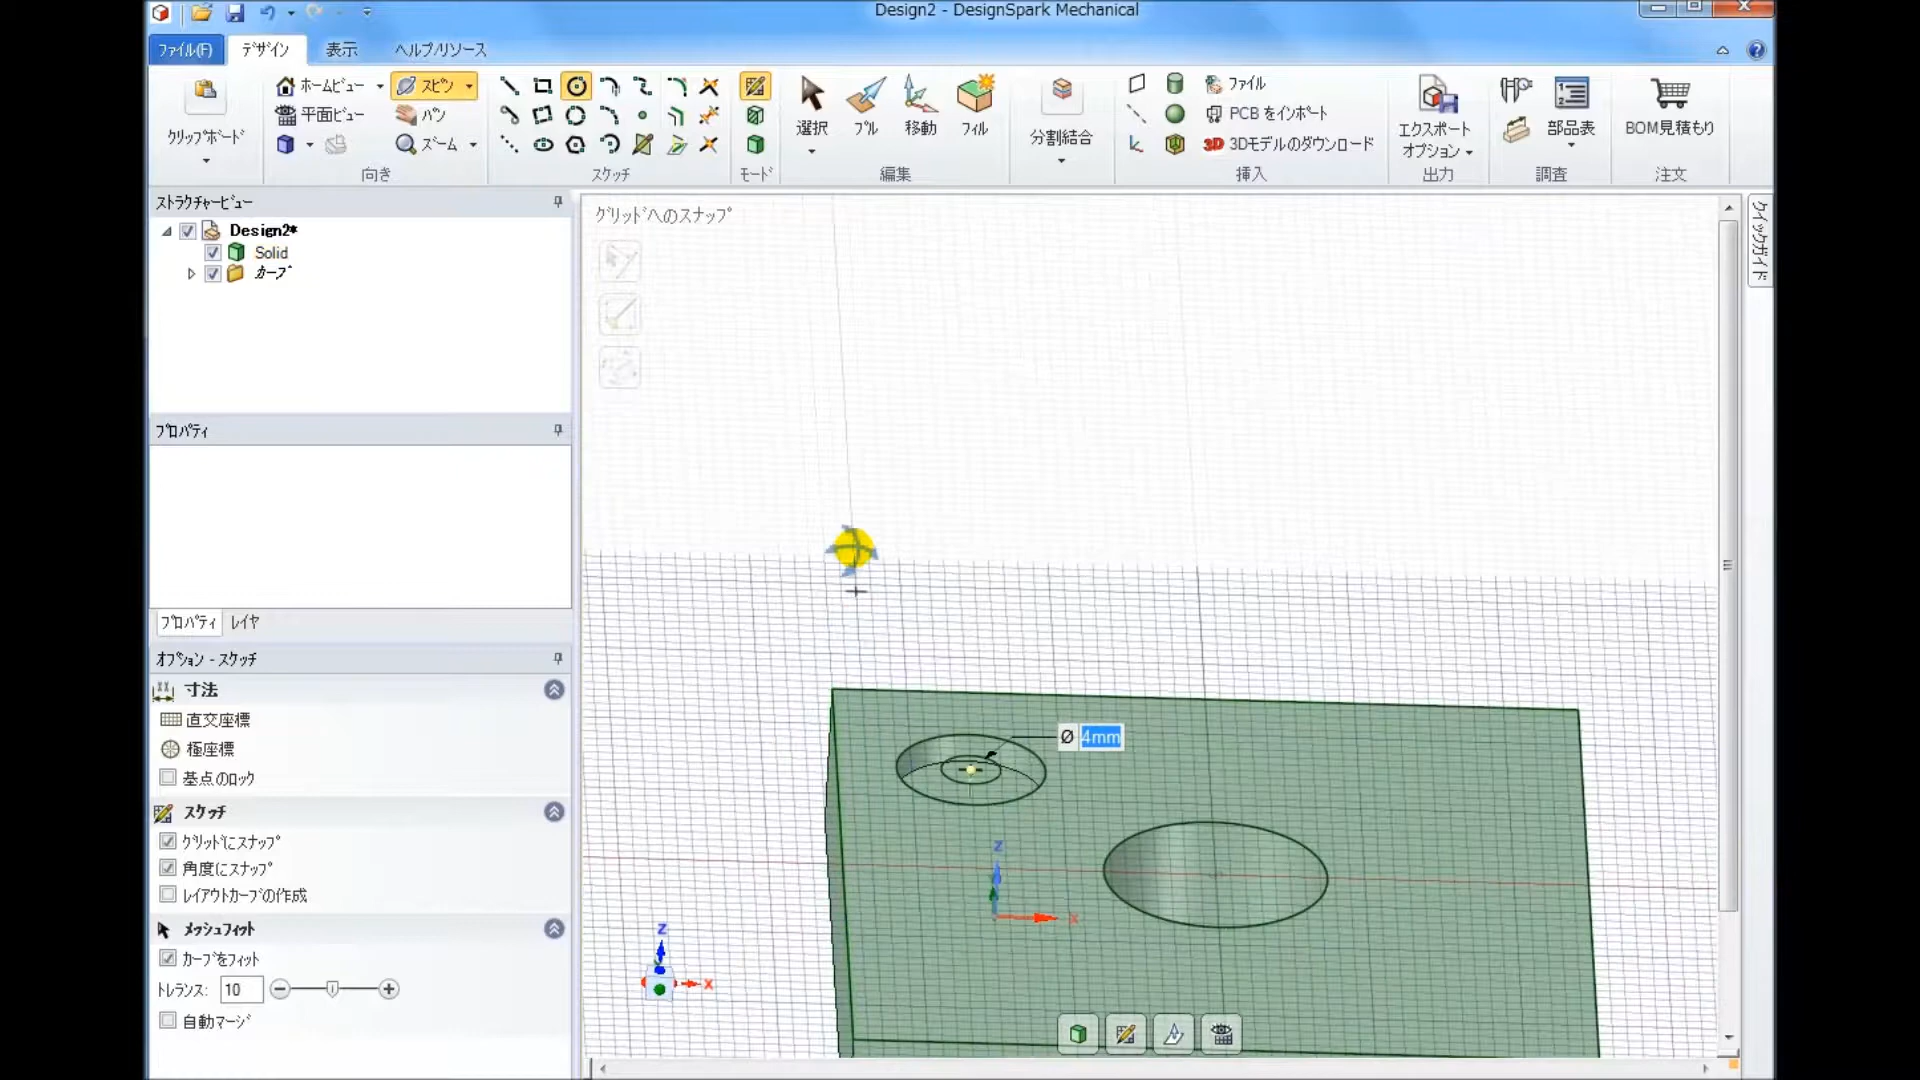 Design2 - DesignSpark Mechanical
ファイル(F)
デザイン
表示
ヘルプ/リソース
クリップボード
ホームビュー
平面ビュー
スピン
パン
ズーム
向き
スケッチ
モード
選択
プル
移動
フィル
編集
分割結合
ファイル
PCB をインポート
3D 3Dモデルのダウンロード
挿入
エクスポート
オプション
出力
部品表
調査
BOM見積もり
注文
ストラクチャービュー
Design2*
Solid
カーブ
プロパティ
プロパティ
レイヤ
オプション - スケッチ
寸法
直交座標
極座標
基点のロック
スケッチ
グリッドにスナップ
角度にスナップ
レイアウトカーブの作成
メッシュフィット
カーブをフィット
トレランス: 10
自動マージ
グリッドへのスナップ
クイックガイド
Ø 4mm
Z
X
Z
X